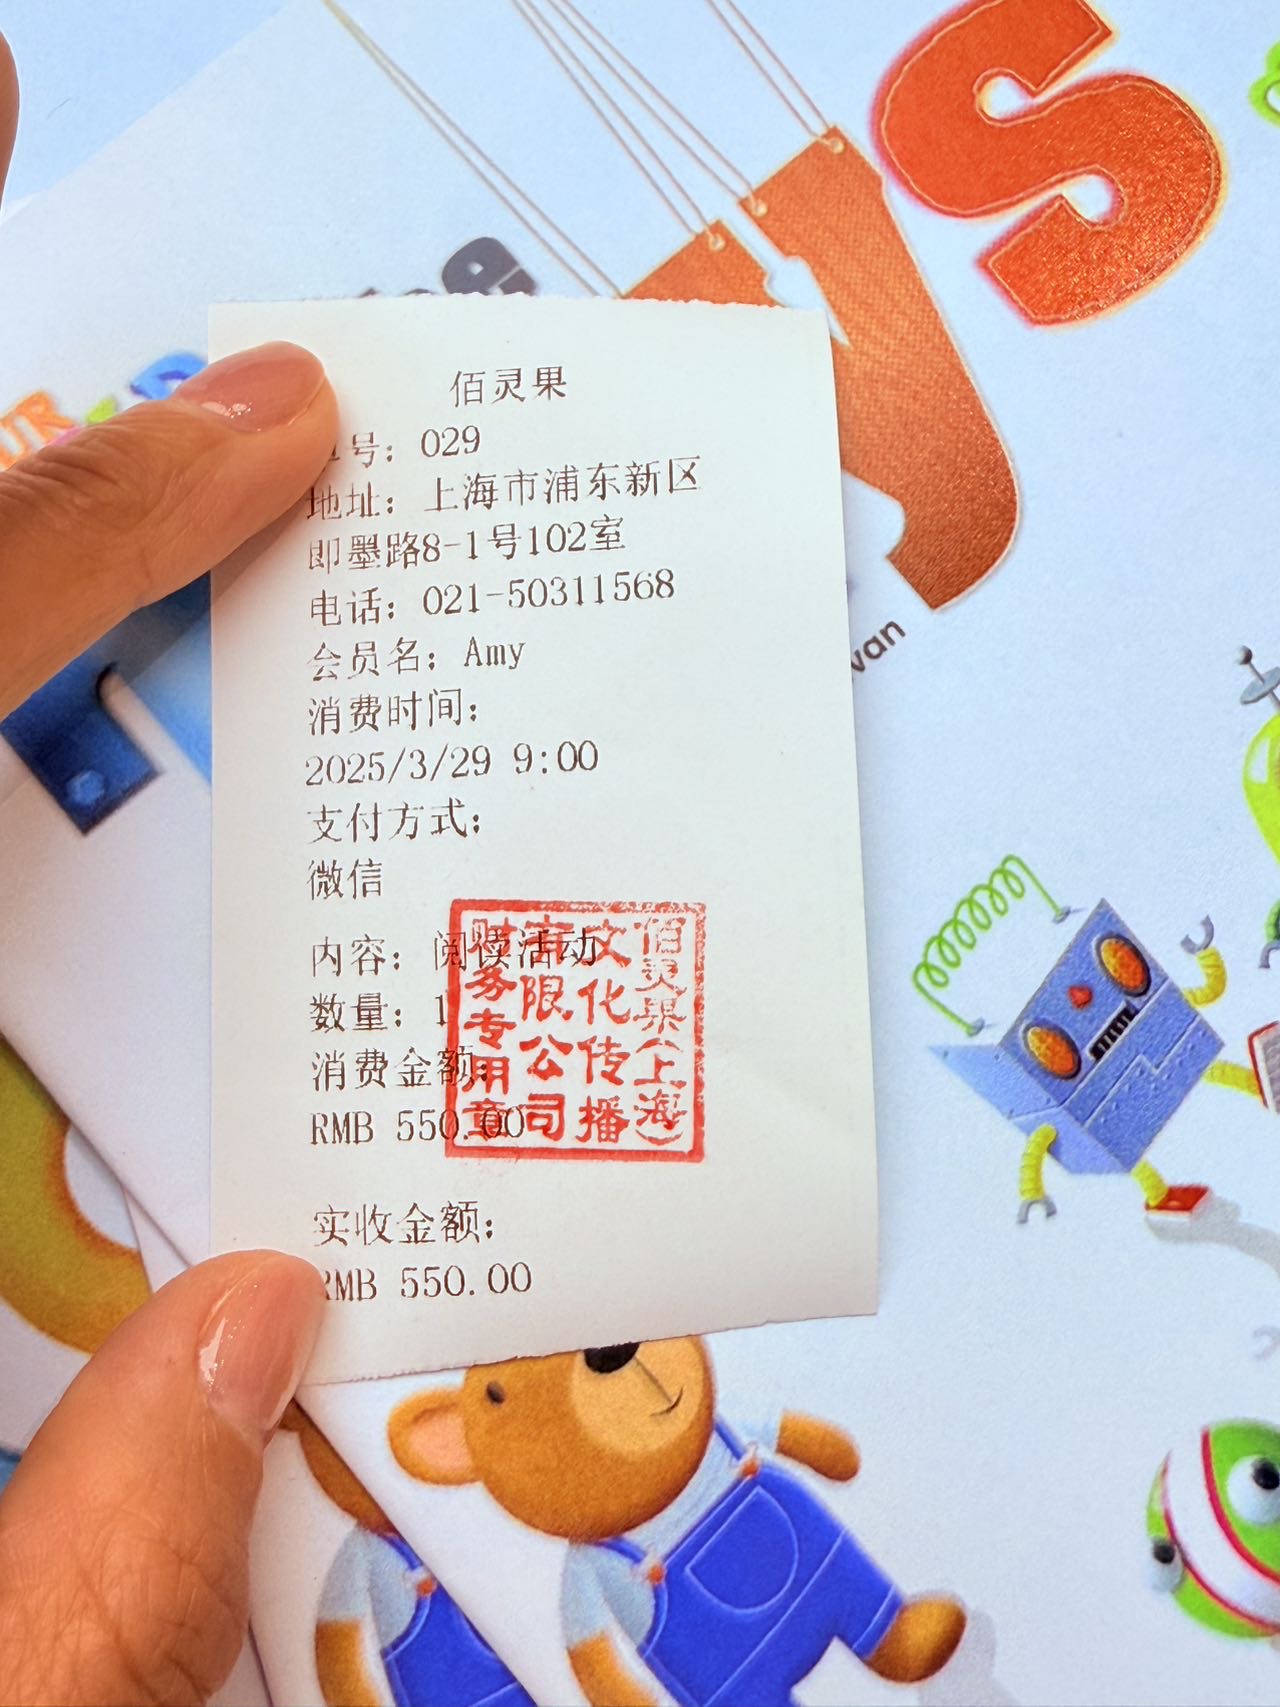 佰灵果
单号：029
地址：上海市浦东新区
即墨路8-1号102室
电话：021-50311568
会员名：Amy
消费时间：
2025/3/29 9:00
支付方式：
微信
内容：阅读活动
数量：1
消费金额：
RMB 550.00
实收金额：
RMB 550.00
佰灵果（上海）
文化传播
有限公司
财务专用章
ys
van